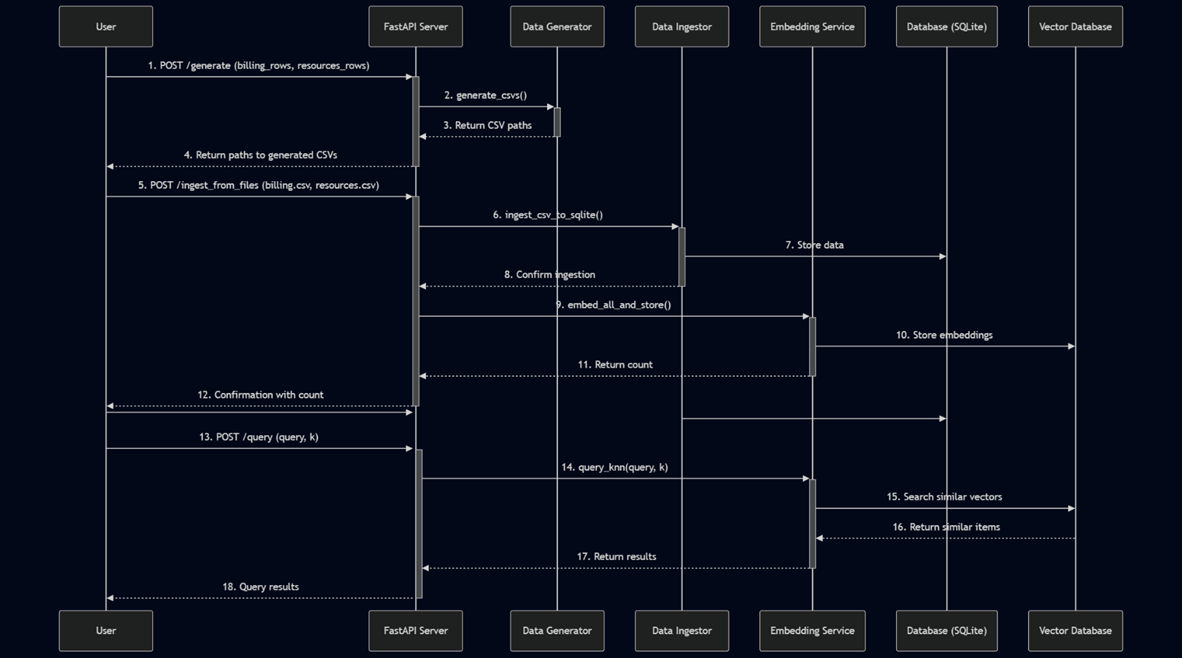 User
FastAPI Server
Data Generator
Data Ingestor
Embedding Service
Database (SQLite)
Vector Database
1. POST /generate (billing_rows, resources_rows)
2. generate_csvs()
3. Return CSV paths
4. Return paths to generated CSVs
5. POST /ingest_from_files (billing.csv, resources.csv)
6. ingest_csv_to_sqlite()
7. Store data
8. Confirm ingestion
9. embed_all_and_store()
10. Store embeddings
11. Return count
12. Confirmation with count
13. POST /query (query, k)
14. query_knn(query, k)
15. Search similar vectors
16. Return similar items
17. Return results
18. Query results
User
FastAPI Server
Data Generator
Data Ingestor
Embedding Service
Database (SQLite)
Vector Database